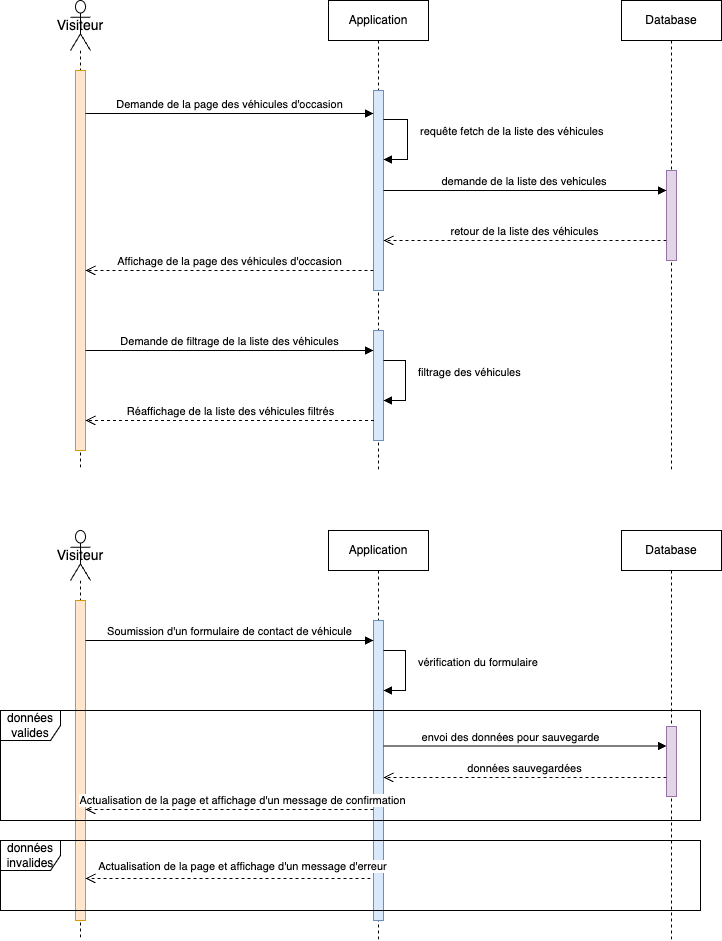 Visiteur
Application
Database
Demande de la page des véhicules d'occasion
requête fetch de la liste des véhicules
demande de la liste des vehicules
retour de la liste des véhicules
Affichage de la page des véhicules d'occasion
Demande de filtrage de la liste des véhicules
filtrage des véhicules
Réaffichage de la liste des véhicules filtrés
Visiteur
Application
Database
Soumission d'un formulaire de contact de véhicule
vérification du formulaire
données
valides
envoi des données pour sauvegarde
données sauvegardées
Actualisation de la page et affichage d'un message de confirmation
données
invalides
Actualisation de la page et affichage d'un message d'erreur